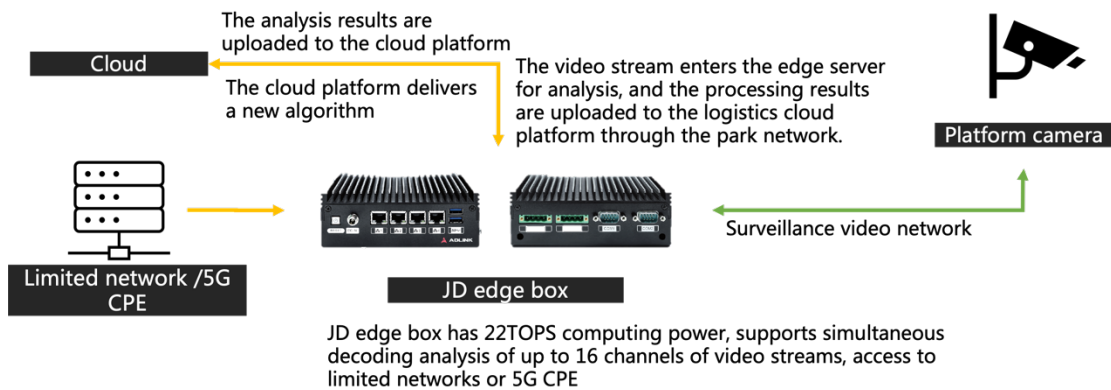 The analysis results are
uploaded to the cloud platform
Cloud
The cloud platform delivers
a new algorithm
The video stream enters the edge server
for analysis, and the processing results
are uploaded to the logistics cloud
platform through the park network.
Platform camera
Surveillance video network
ADLINK
Limited network /5G
CPE
JD edge box
JD edge box has 22TOPS computing power, supports simultaneous
decoding analysis of up to 16 channels of video streams, access to
limited networks or 5G CPE